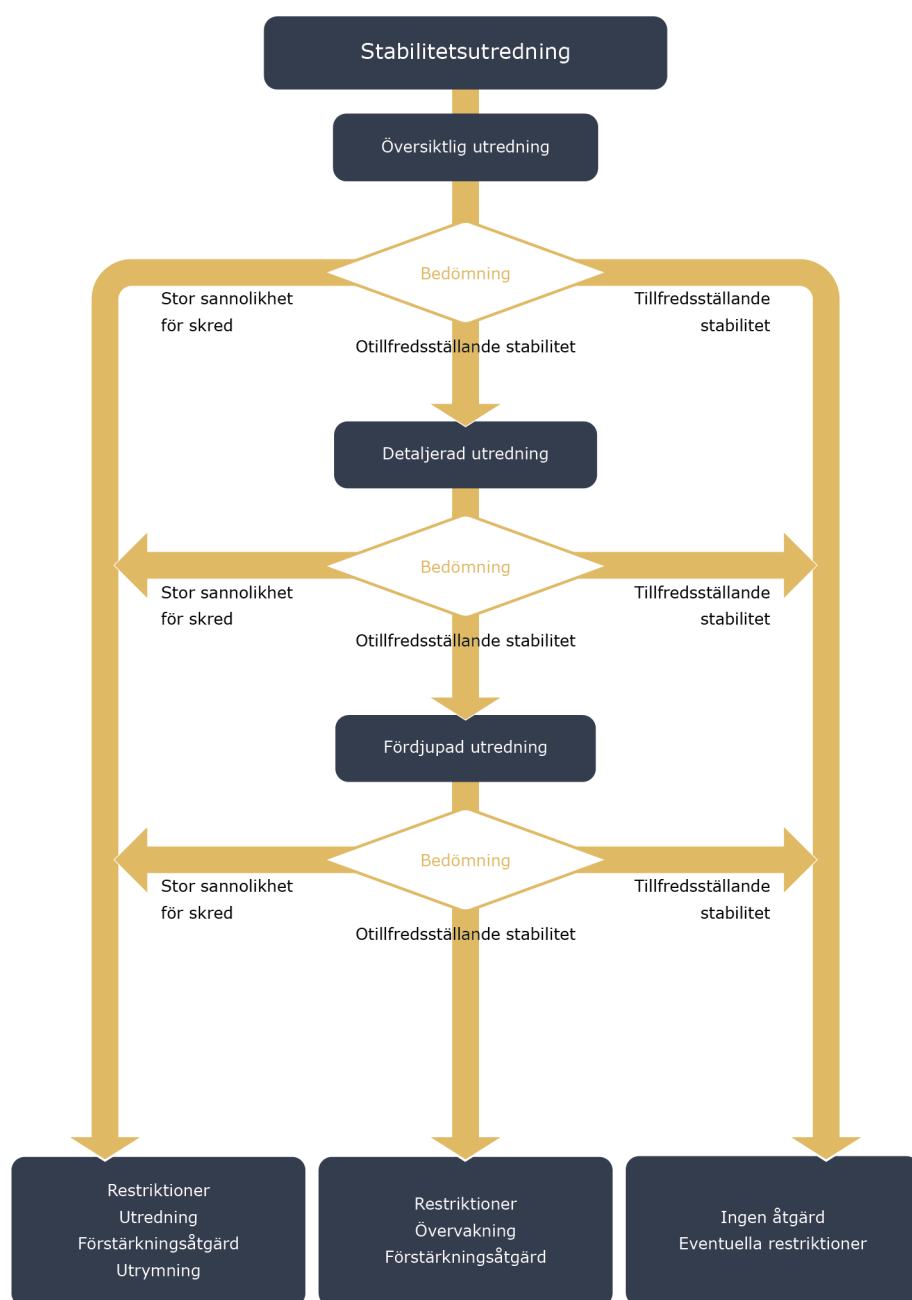 Stabilitetsutredning
Översiktlig utredning
Bedömning
Stor sannolikhet
för skred
Tillfredsställande
stabilitet
Otillfredsställande stabilitet
Detaljerad utredning
Bedömning
Stor sannolikhet
för skred
Tillfredsställande
stabilitet
Otillfredsställande stabilitet
Fördjupad utredning
Bedömning
Stor sannolikhet
för skred
Tillfredsställande
stabilitet
Otillfredsställande stabilitet
Restriktioner
Utredning
Förstärkningsåtgärd
Utrymning
Restriktioner
Övervakning
Förstärkningsåtgärd
Ingen åtgärd
Eventuella restriktioner